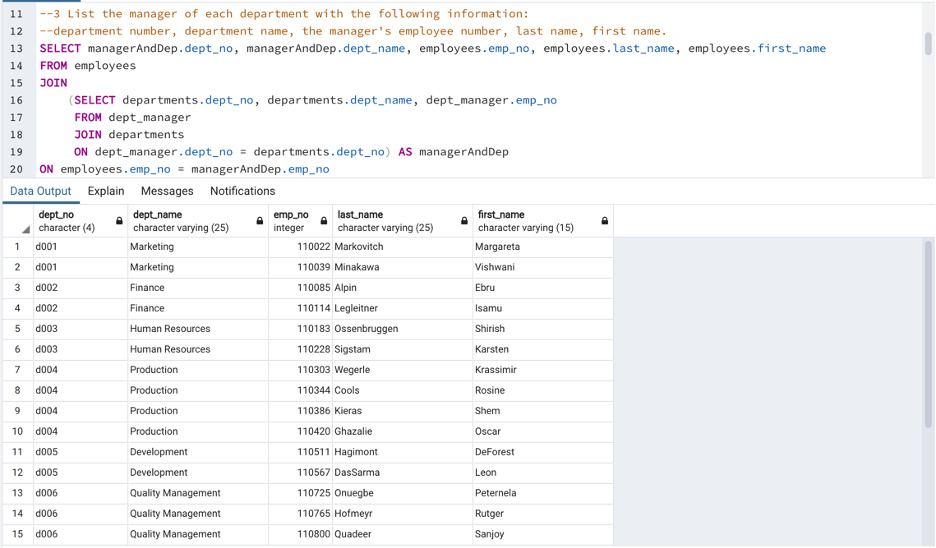 11 --3 List the manager of each department with the following information:
12 --department number, department name, the manager's employee number, last name, first name.
13 SELECT managerAndDep.dept_no, managerAndDep.dept_name, employees.emp_no, employees.last_name, employees.first_name
14 FROM employees
15 JOIN
16 (SELECT departments.dept_no, departments.dept_name, dept_manager.emp_no
17 FROM dept_manager
18 JOIN departments
19 ON dept_manager.dept_no = departments.dept_no) AS managerAndDep
20 ON employees.emp_no = managerAndDep.emp_no
Data Output Explain Messages Notifications
dept_no dept_name emp_no last_name first_name
character (4) character varying (25) integer character varying (25) character varying (15)
1 d001 Marketing 110022 Markovitch Margareta
2 d001 Marketing 110039 Minakawa Vishwani
3 d002 Finance 110085 Alpin Ebru
4 d002 Finance 110114 Legleitner Isamu
5 d003 Human Resources 110183 Ossenbruggen Shirish
6 d003 Human Resources 110228 Sigstam Karsten
7 d004 Production 110303 Wegerle Krassimir
8 d004 Production 110344 Cools Rosine
9 d004 Production 110386 Kieras Shem
10 d004 Production 110420 Ghazalie Oscar
11 d005 Development 110511 Hagimont DeForest
12 d005 Development 110567 DasSarma Leon
13 d006 Quality Management 110725 Onuegbe Peternela
14 d006 Quality Management 110765 Hofmeyr Rutger
15 d006 Quality Management 110800 Quadeer Sanjoy